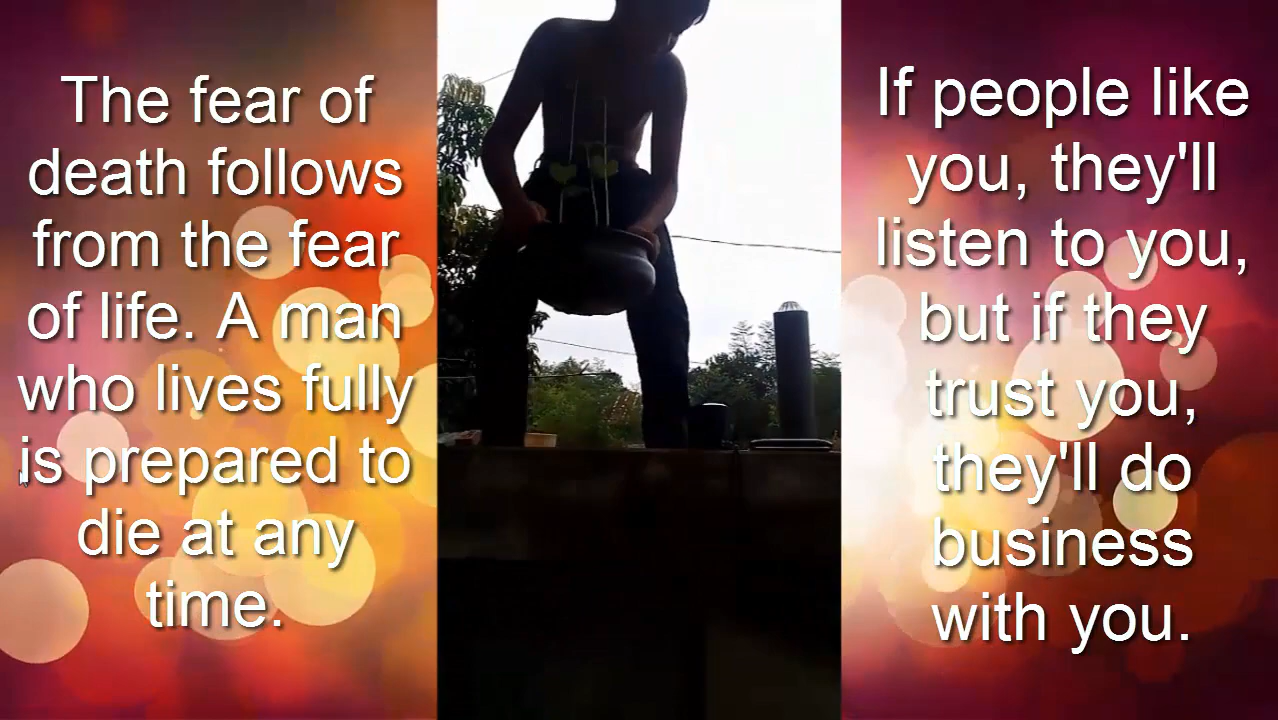 The fear of
death follows
from the fear
of life. A man
who lives fully
is prepared to
die at any
time.
If people like
you, they'll
listen to you,
but if they
trust you,
they'll do
business
with you.